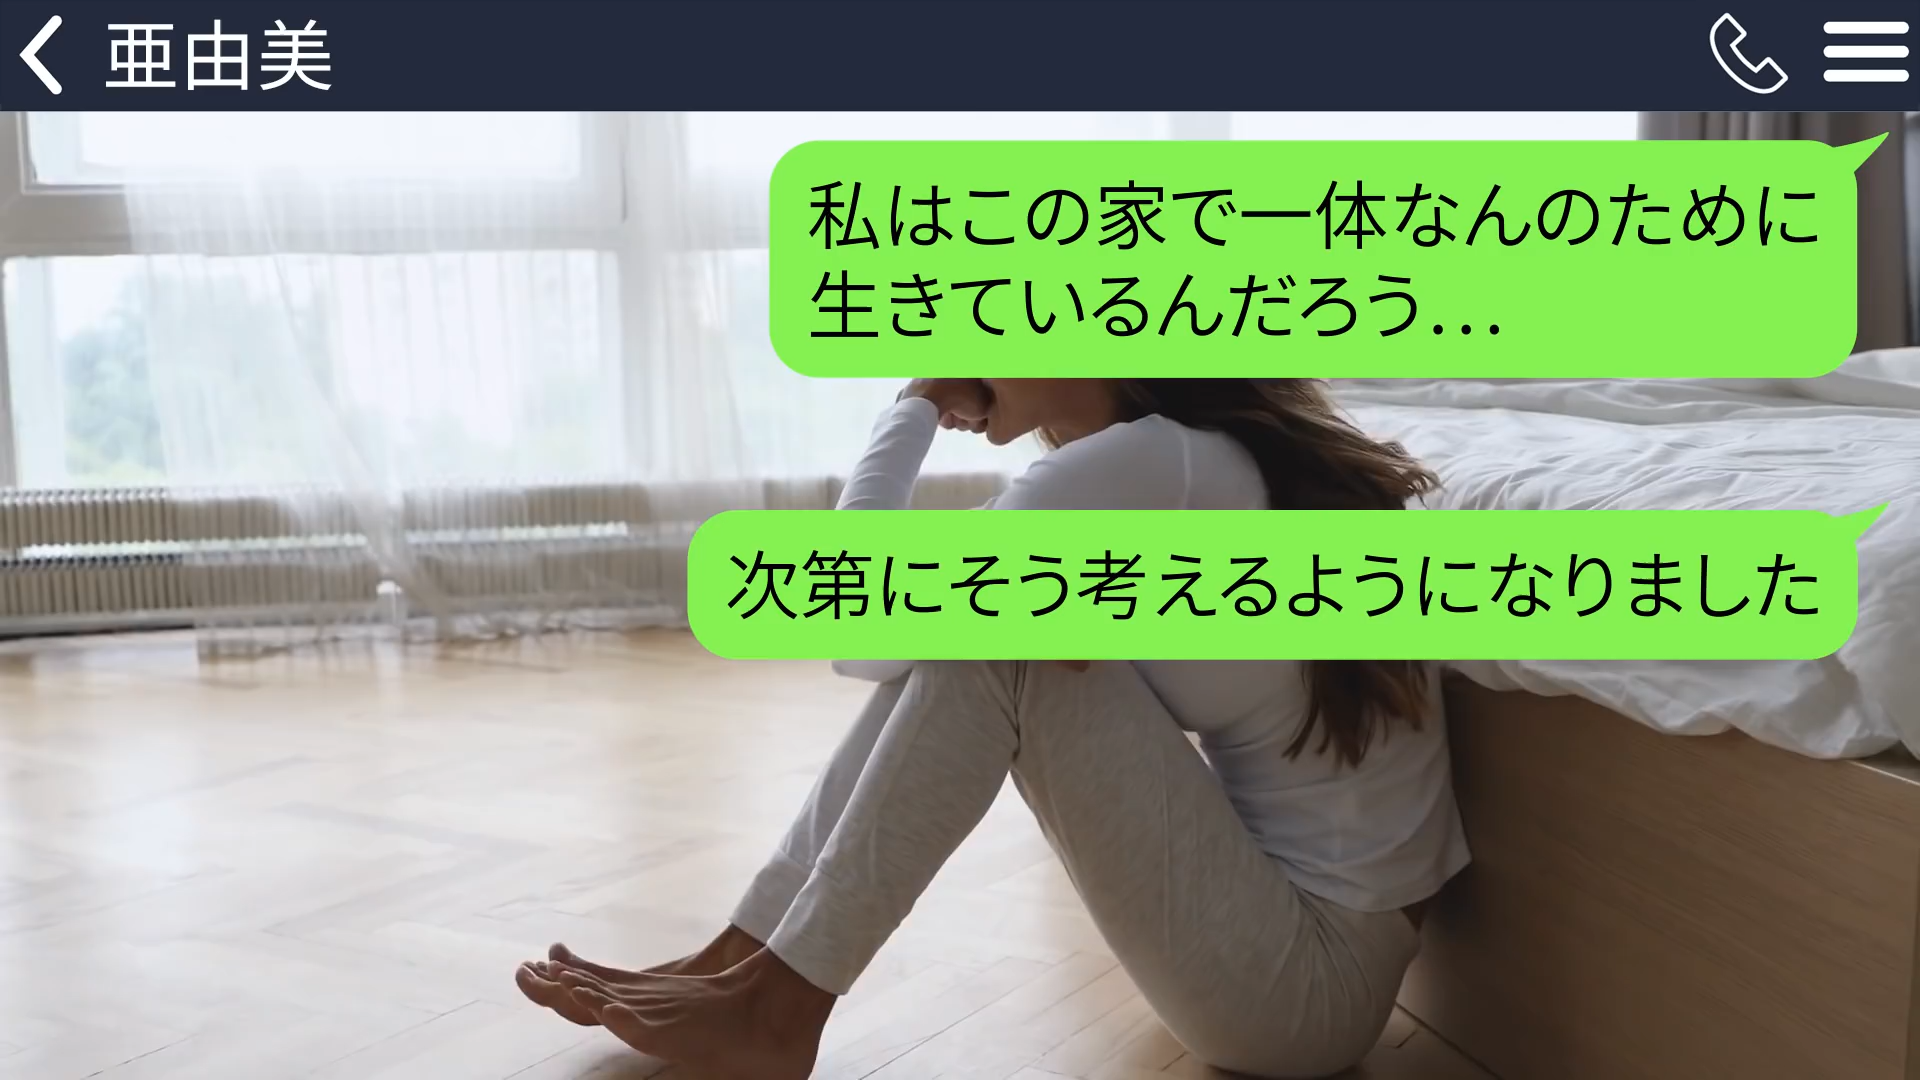 亜由美
私はこの家で一体なんのために
生きているんだろう…
次第にそう考えるようになりました